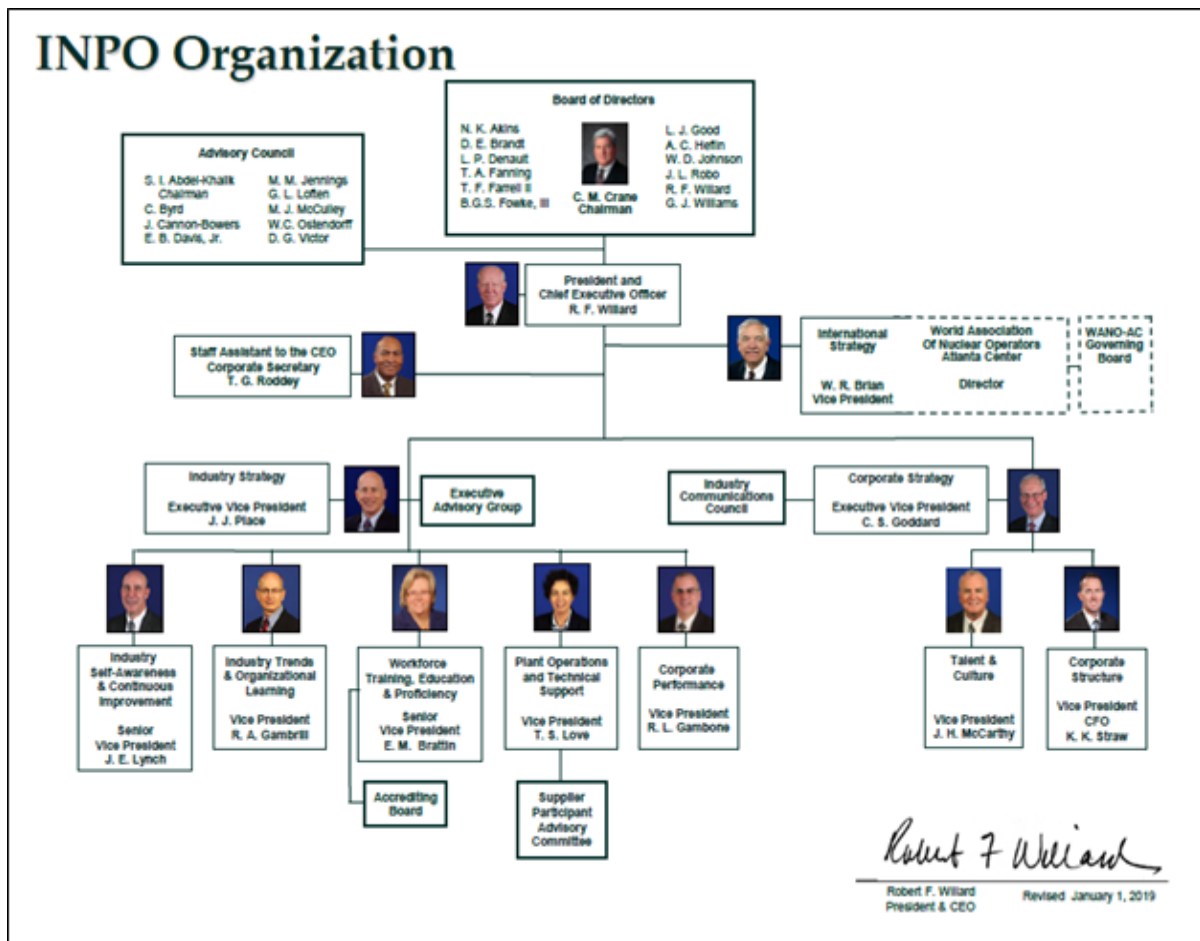 INPO Organization
Board of Directors
N. K. Akins
D. E. Brandt
L. P. Denault
T. A. Fanning
T. F. Farrell II
B.G.S. Fowke, III
C. M. Crane
Chairman
L. J. Good
A. C. Heflin
W. D. Johnson
J. L. Robo
R. F. Willard
G. J. Williams
Advisory Council
S. I. Abdel-Khalik
Chairman
C. Byrd
J. Cannon-Bowers
E. B. Davis, Jr.
M. M. Jennings
G. L. Loften
M. J. McCulley
W.C. Ostendorff
D. G. Victor
President and
Chief Executive Officer
R. F. Willard
Staff Assistant to the CEO
Corporate Secretary
T. G. Roddey
International
Strategy
W. R. Brian
Vice President
World Association
Of Nuclear Operators
Atlanta Center
Director
WANO-AC
Governing
Board
Industry Strategy
Executive Vice President
J. J. Place
Executive
Advisory Group
Industry
Communications
Council
Corporate Strategy
Executive Vice President
C. S. Goddard
Industry
Self-Awareness
& Continuous
Improvement
Senior
Vice President
J. E. Lynch
Industry Trends
& Organizational
Learning
Vice President
R. A. Gambrill
Workforce
Training, Education
& Proficiency
Senior
Vice President
E. M. Brattin
Plant Operations
and Technical
Support
Vice President
T. S. Love
Corporate
Performance
Vice President
R. L. Gambone
Talent &
Culture
Vice President
J. H. McCarthy
Corporate
Structure
Vice President
CFO
K. K. Straw
Accrediting
Board
Supplier
Participant
Advisory
Committee
Robert F Willard
Robert F. Willard
President & CEO
Revised January 1, 2019